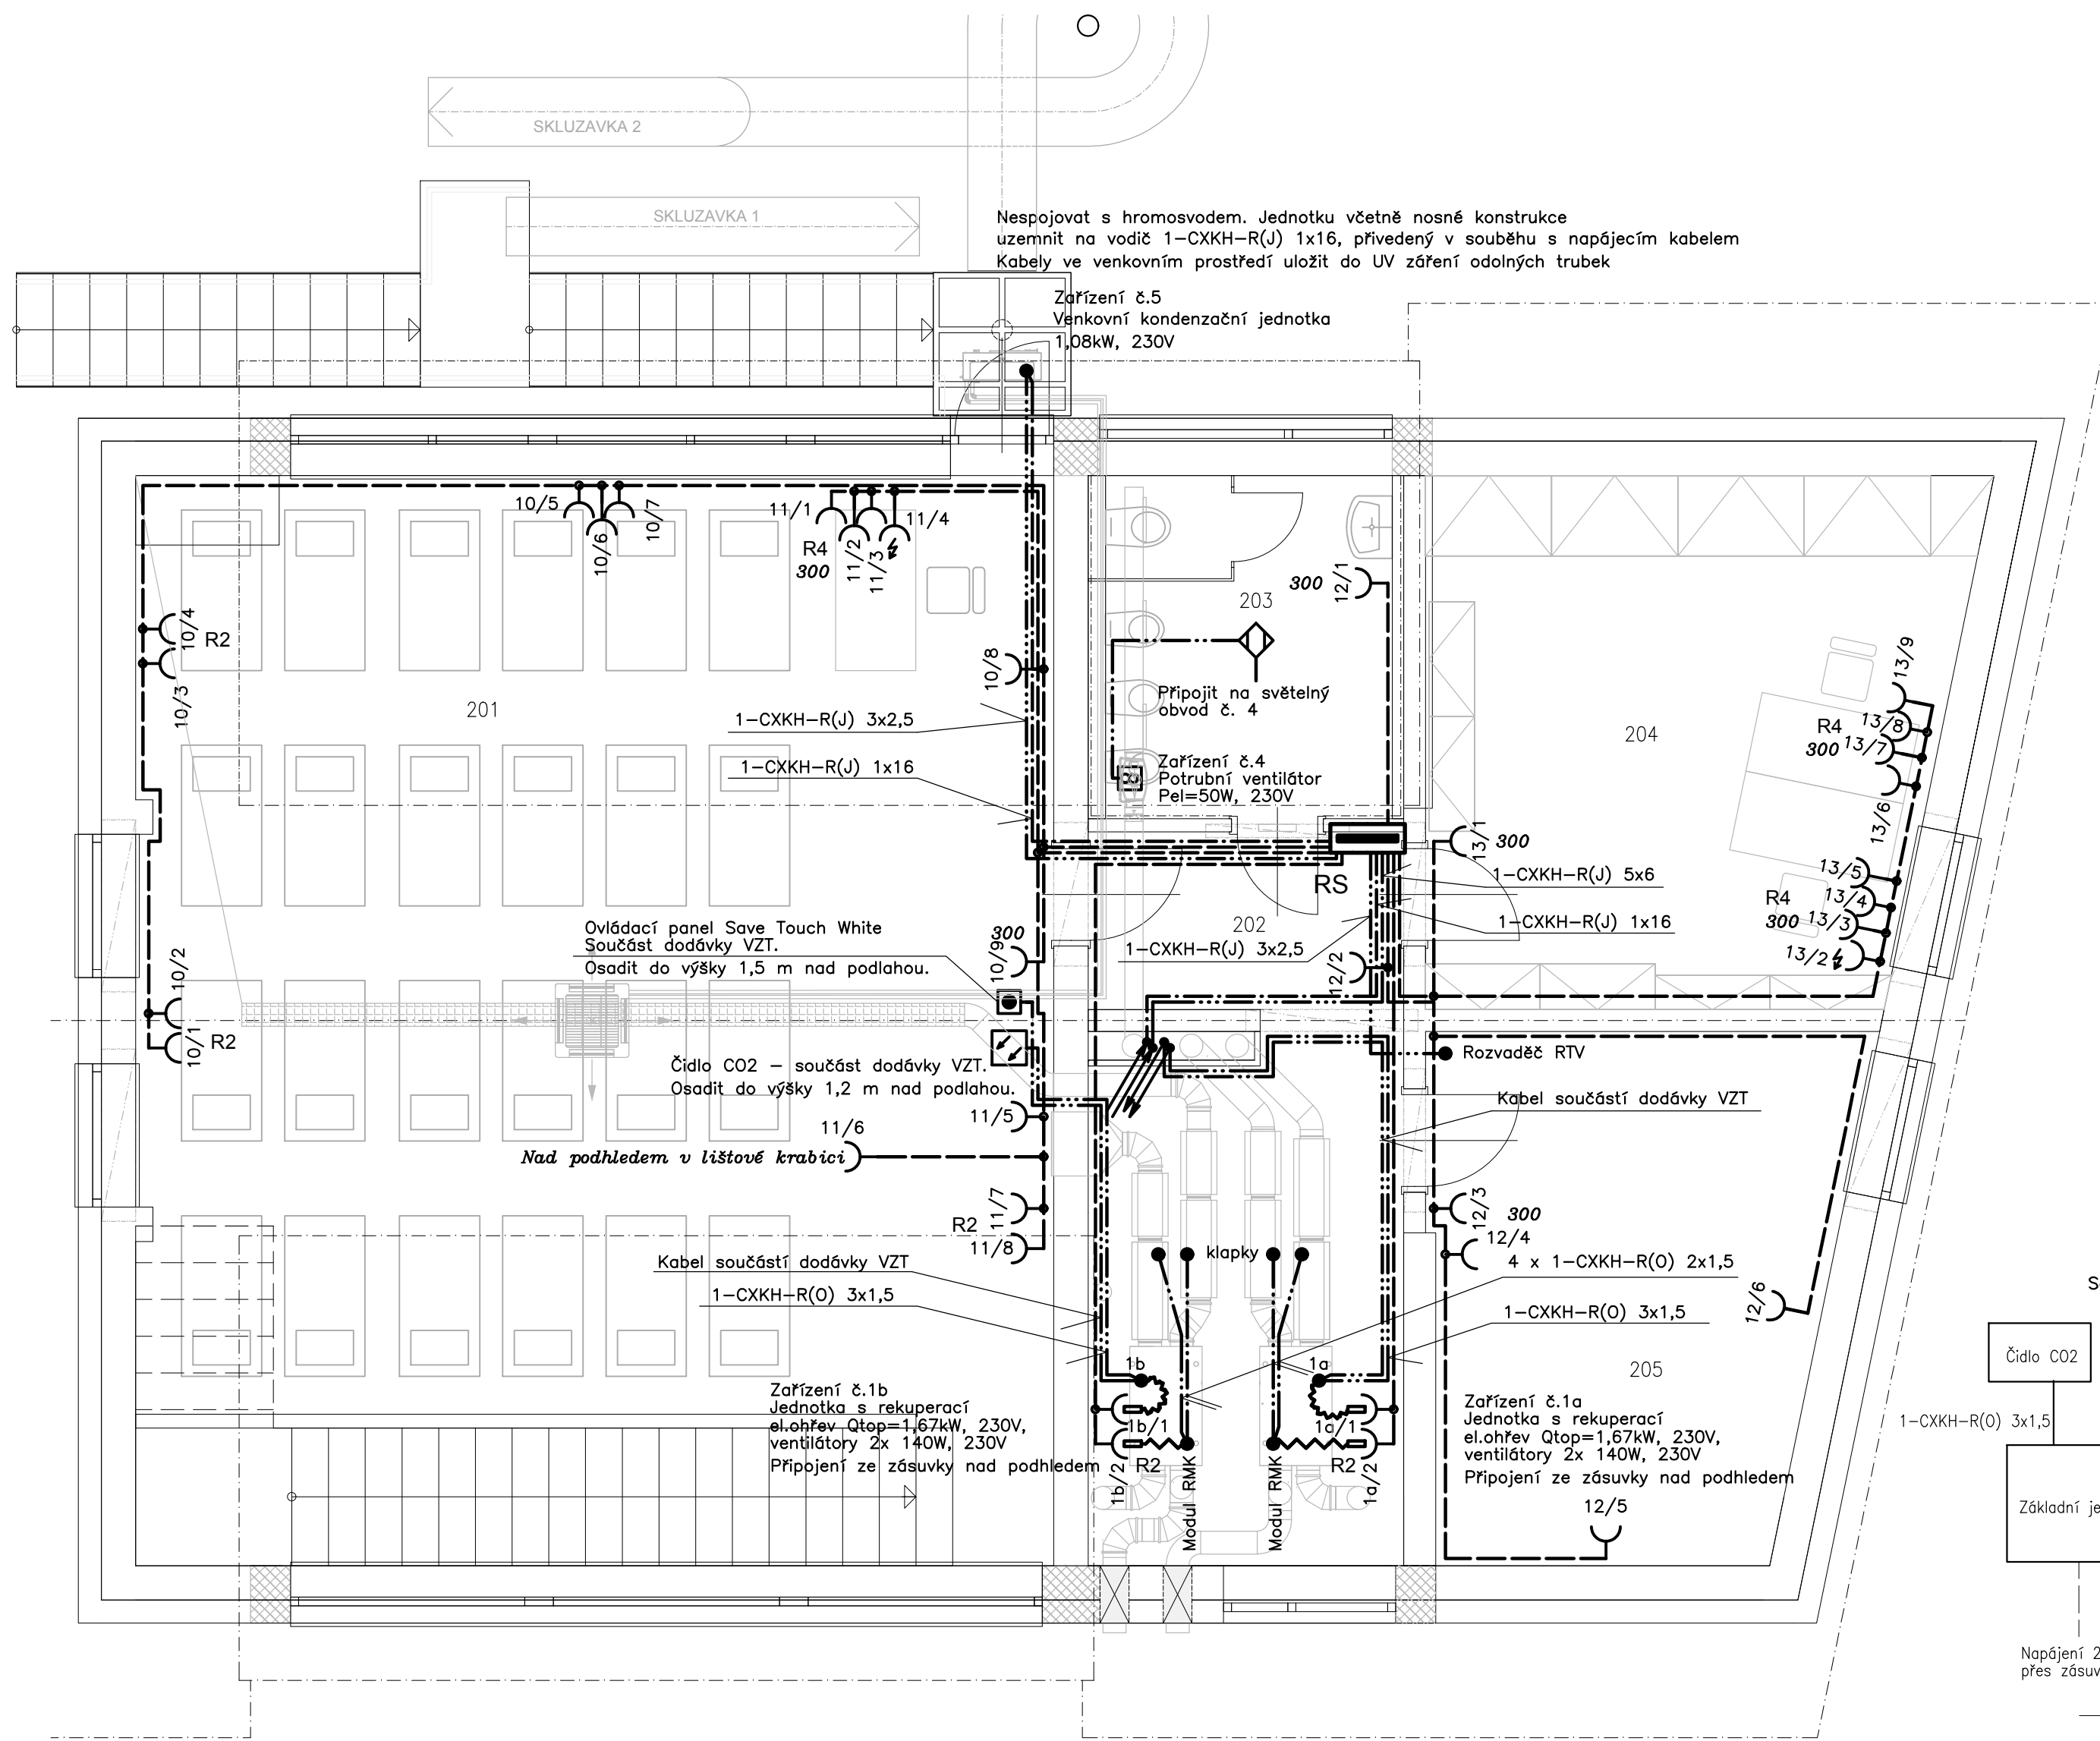 SKLUZAVKA 2
SKLUZAVKA 1
Nespojovat s hromosvodem. Jednotku včetně nosné konstrukce
uzemnit na vodič 1-CXKH-R(J) 1x16, přivedený v souběhu s napájecím kabelem
Kabely ve venkovním prostředí uložit do UV záření odolných trubek
Zařízení č.5
Venkovní kondenzační jednotka
1,08kW, 230V
10/5
10/6
10/7
11/1
11/2
11/3
11/4
R4
300
300
12/1
203
10/4
R2
10/3
10/8
201
1-CXKH-R(J) 3x2,5
1-CXKH-R(J) 1x16
Připojit na světelný
obvod č. 4
Zařízení č.4
Potrubní ventilátor
Pel=50W, 230V
204
13/9
R4
13/8
300
13/7
13/6
13/1
300
13/5
R4
13/4
300
13/3
13/2
RS
1-CXKH-R(J) 5x6
1-CXKH-R(J) 1x16
202
1-CXKH-R(J) 3x2,5
12/2
Ovládací panel Save Touch White
Součást dodávky VZT.
Osadit do výšky 1,5 m nad podlahou.
300
10/9
10/2
10/1
R2
Čidlo CO2 - součást dodávky VZT.
Osadit do výšky 1,2 m nad podlahou.
Rozvaděč RTV
Kabel součástí dodávky VZT
11/5
11/6
Nad podhledem v lištové krabici
11/7
R2
11/8
12/3
300
12/4
klapky
4 x 1-CXKH-R(O) 2x1,5
Kabel součástí dodávky VZT
1-CXKH-R(O) 3x1,5
1-CXKH-R(O) 3x1,5
12/6
205
Čidlo CO2
1-CXKH-R(O) 3x1,5
Základní je
Napájení 2
přes zásuv
S
1b
1a
Zařízení č.1b
Jednotka s rekuperací
el.ohřev Qtop=1,67kW, 230V,
ventilátory 2x 140W, 230V
Připojení ze zásuvky nad podhledem
1b/1
1a/1
1b/2
R2
Modul RMK
Modul RMK
R2
1a/2
Zařízení č.1a
Jednotka s rekuperací
el.ohřev Qtop=1,67kW, 230V,
ventilátory 2x 140W, 230V
Připojení ze zásuvky nad podhledem
12/5